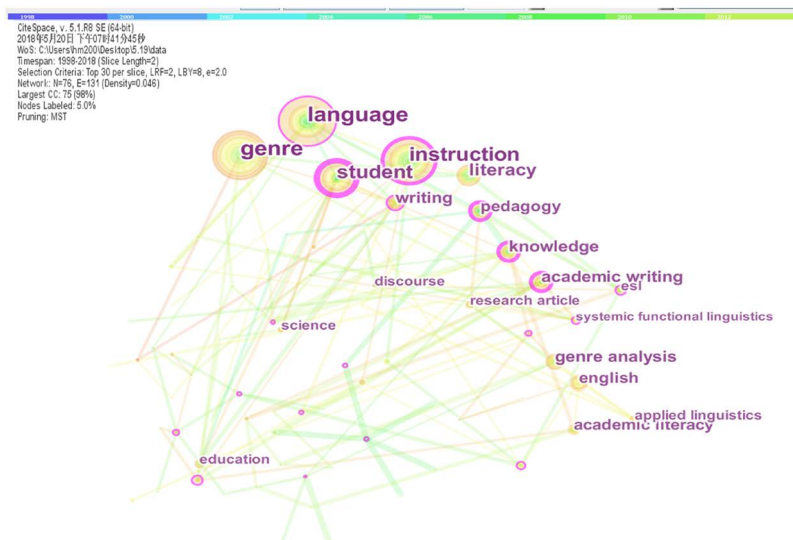 1998 2000 2002 2004 2006 2008 2010 2012
CiteSpace, v. 5.1.R8 SE (64-bit)
2018年5月20日 下午07时41分45秒
WoS: C:\Users\hm200\Desktop\5.19\data
Timespan: 1998-2018 (Slice Length=2)
Selection Criteria: Top 30 per slice, LRF=2, LBY=8, e=2.0
Network: N=76, E=131 (Density=0.046)
Largest CC: 75 (98%)
Nodes Labeled: 5.0%
Pruning: MST
language
genre
instruction
student
literacy
writing
pedagogy
knowledge
academic writing
discourse
esl
research article
science
systemic functional linguistics
genre analysis
english
applied linguistics
academic literacy
education